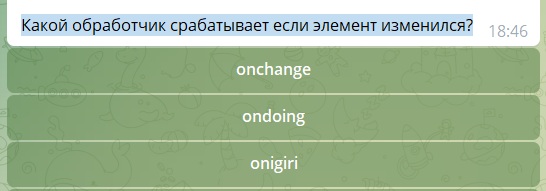 Какой обработчик срабатывает если элемент изменился?
18:46
onchange
ondoing
onigiri